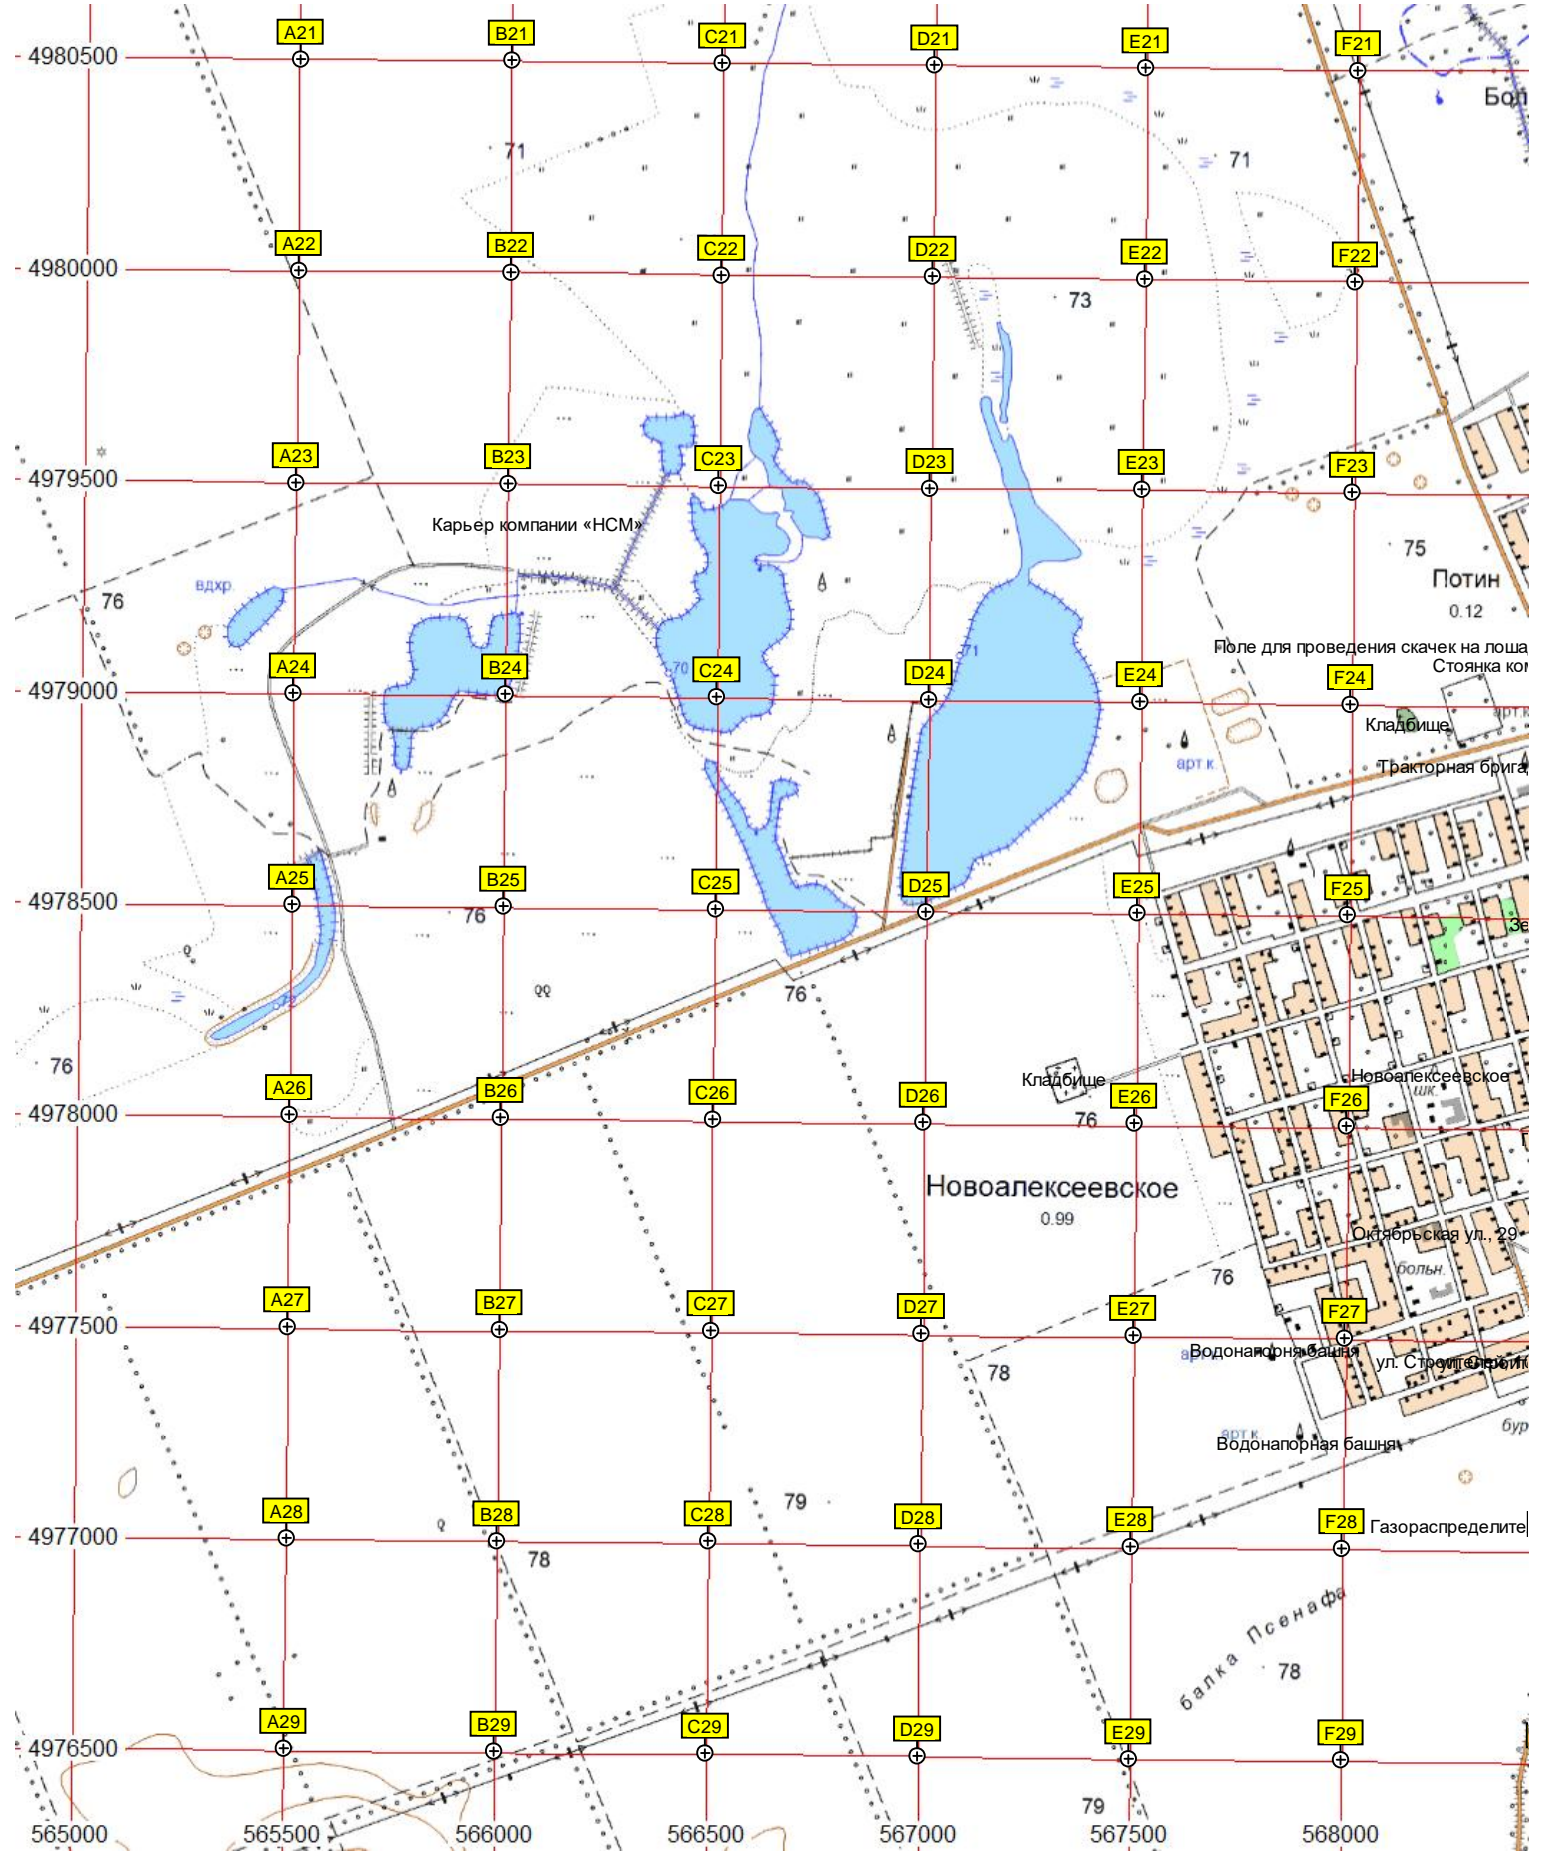 A21
B21
C21
D21
E21
F21
4980500
71
71
A22
B22
C22
D22
E22
F22
4980000
73
A23
B23
C23
D23
E23
F23
4979500
Карьер компании «НСМ»
75
Потин
0.12
вдхр.
76
Поле для проведения скачек на лоша
A24
B24
70
C24
D24
71
E24
F24
4979000
Кладбище
арт к.
Тракторная брига
A25
B25
C25
D25
E25
F25
4978500
76
76
76
A26
B26
C26
D26
E26
F26
4978000
Кладбище
76
Новоалексеевское
шк.
Новоалексеевское
0.99
Октябрьская ул., 29
больн.
76
A27
B27
C27
D27
E27
F27
4977500
78
Водонапорня башня
арт к.
Водонапорная башня
79
A28
B28
C28
D28
E28
F28
4977000
Газораспределите
78
балка Псенафа
78
A29
B29
C29
D29
E29
F29
4976500
79
565000
565500
566000
566500
567000
567500
568000